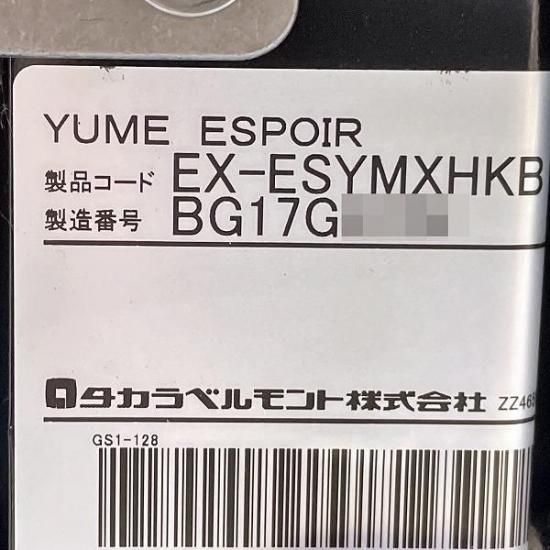 YUME ESPOIR
製品コード EX-ESYMXHKB
製造番号 BG17G
タカラベルモント株式会社
GS1-128